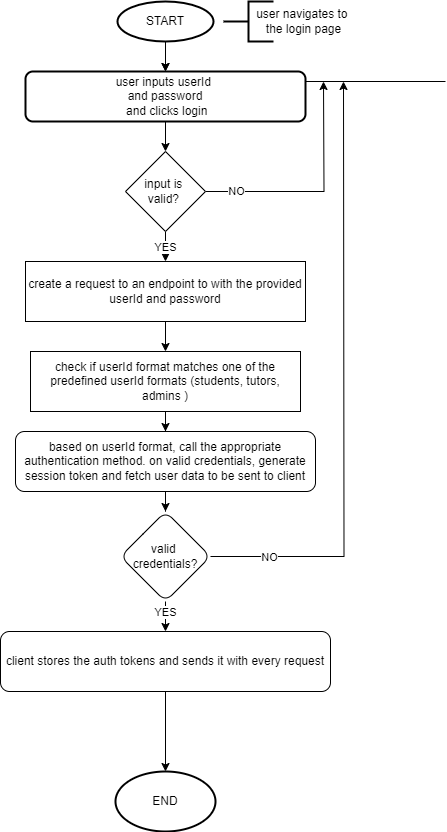 START
user navigates to
the login page
user inputs userId
and password
and clicks login
input is
valid?
NO
YES
create a request to an endpoint to with the provided
userId and password
check if userId format matches one of the
predefined userId formats (students, tutors,
admins )
based on userId format, call the appropriate
authentication method. on valid credentials, generate
session token and fetch user data to be sent to client
valid
credentials?
NO
YES
client stores the auth tokens and sends it with every request
END